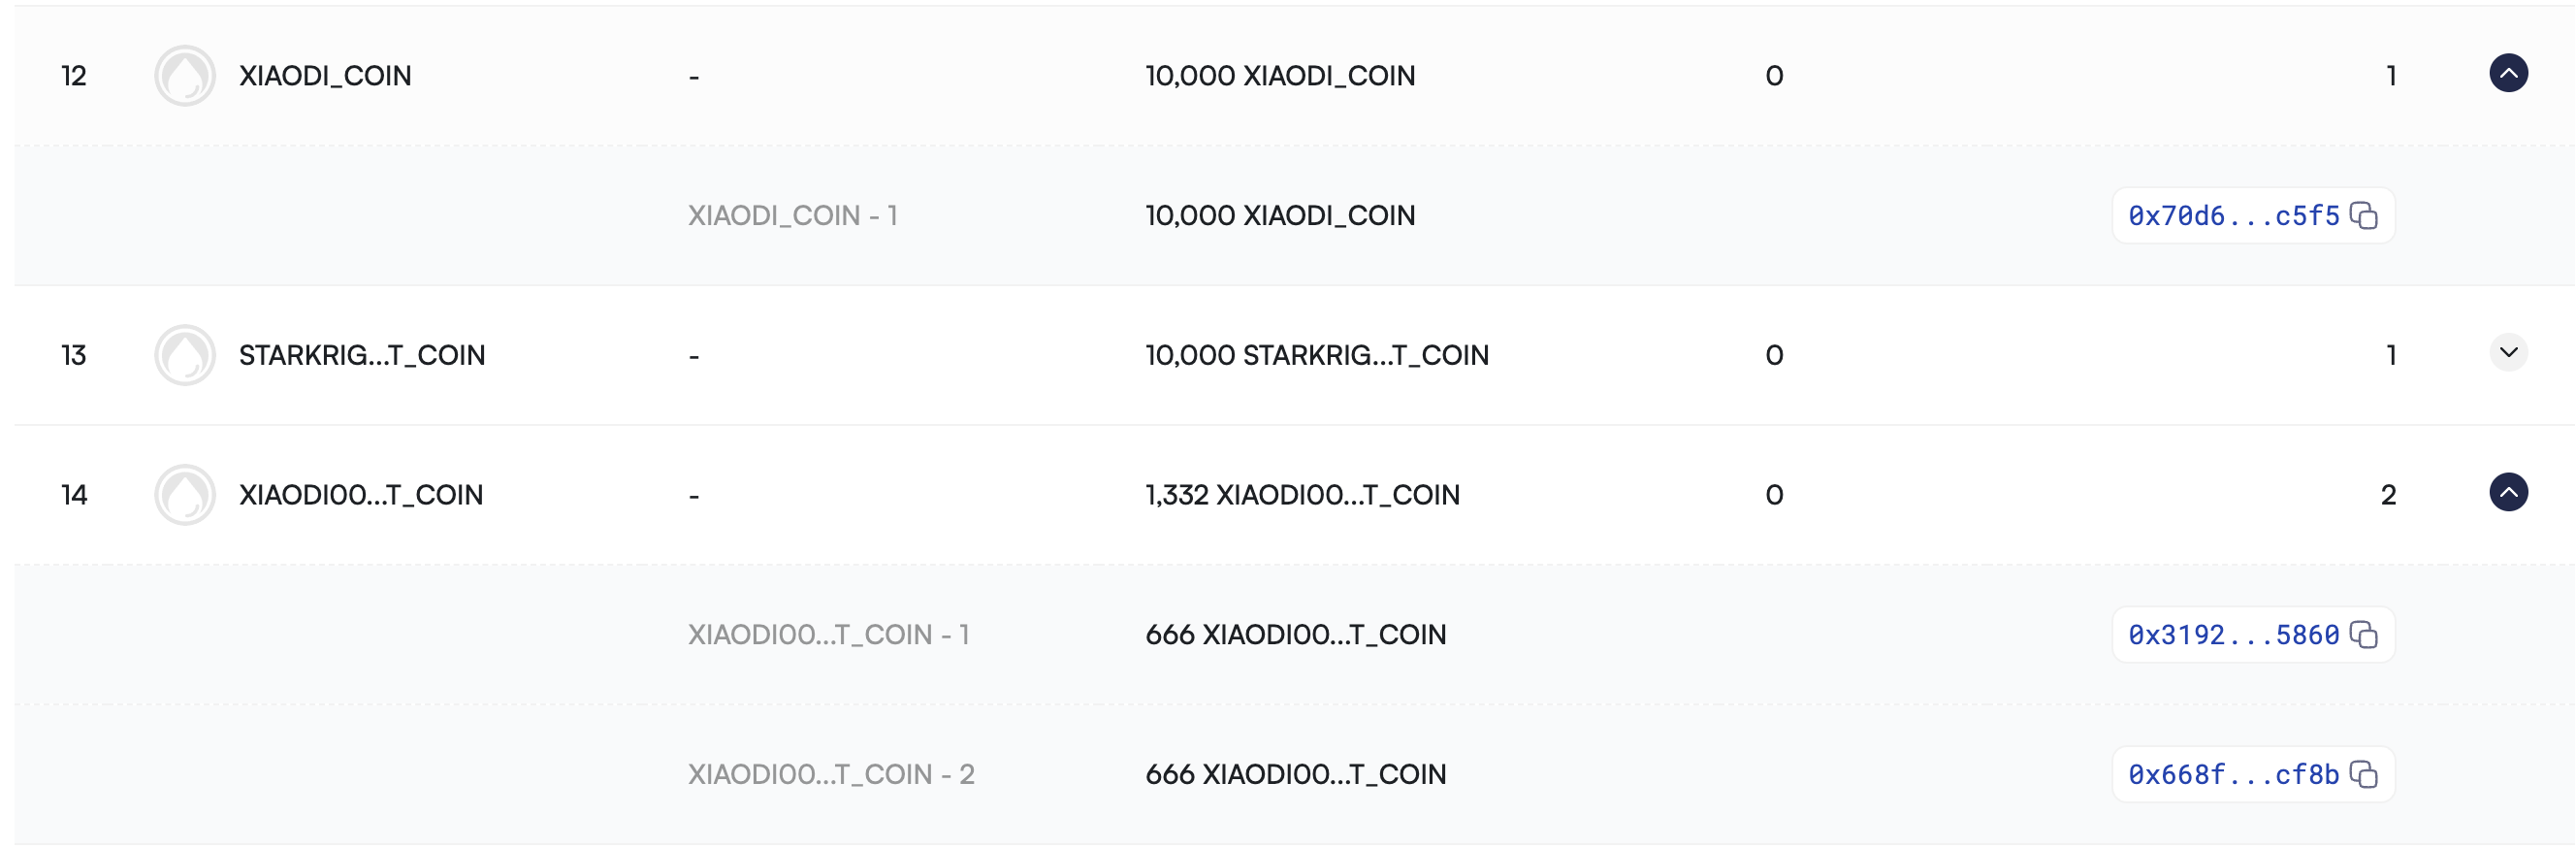 12 XIAODI_COIN - 10,000 XIAODI_COIN 0 1
XIAODI_COIN - 1 10,000 XIAODI_COIN 0x70d6...c5f5
13 STARKRIG...T_COIN - 10,000 STARKRIG...T_COIN 0 1
14 XIAODI00...T_COIN - 1,332 XIAODI00...T_COIN 0 2
XIAODI00...T_COIN - 1 666 XIAODI00...T_COIN 0x3192...5860
XIAODI00...T_COIN - 2 666 XIAODI00...T_COIN 0x668f...cf8b